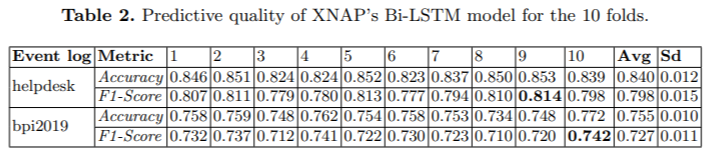 Table 2. Predictive quality of XNAP's Bi-LSTM model for the 10 folds.
Event log Metric 1 2 3 4 5 6 7 8 9 10 Avg Sd
helpdesk
Accuracy 0.846 0.851 0.824 0.824 0.852 0.823 0.837 0.850 0.853 0.839 0.840 0.012
F1-Score 0.807 0.811 0.779 0.780 0.813 0.777 0.794 0.810 0.814 0.798 0.798 0.015
bpi2019
Accuracy 0.758 0.759 0.748 0.762 0.754 0.758 0.753 0.734 0.748 0.772 0.755 0.010
F1-Score 0.732 0.737 0.712 0.741 0.722 0.730 0.723 0.710 0.720 0.742 0.727 0.011